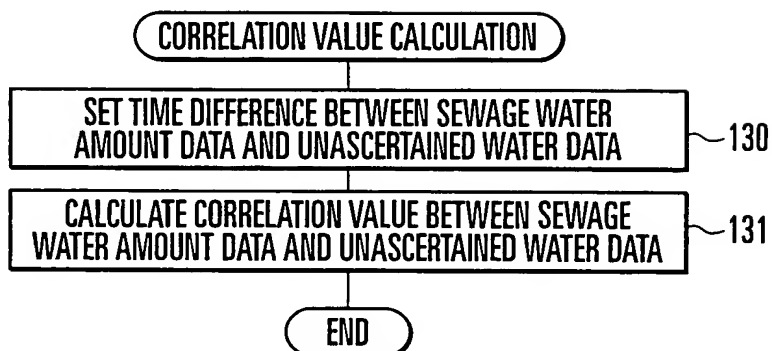 CORRELATION VALUE CALCULATION
SET TIME DIFFERENCE BETWEEN SEWAGE WATER
AMOUNT DATA AND UNASCERTAINED WATER DATA
130
CALCULATE CORRELATION VALUE BETWEEN SEWAGE
WATER AMOUNT DATA AND UNASCERTAINED WATER DATA
131
END